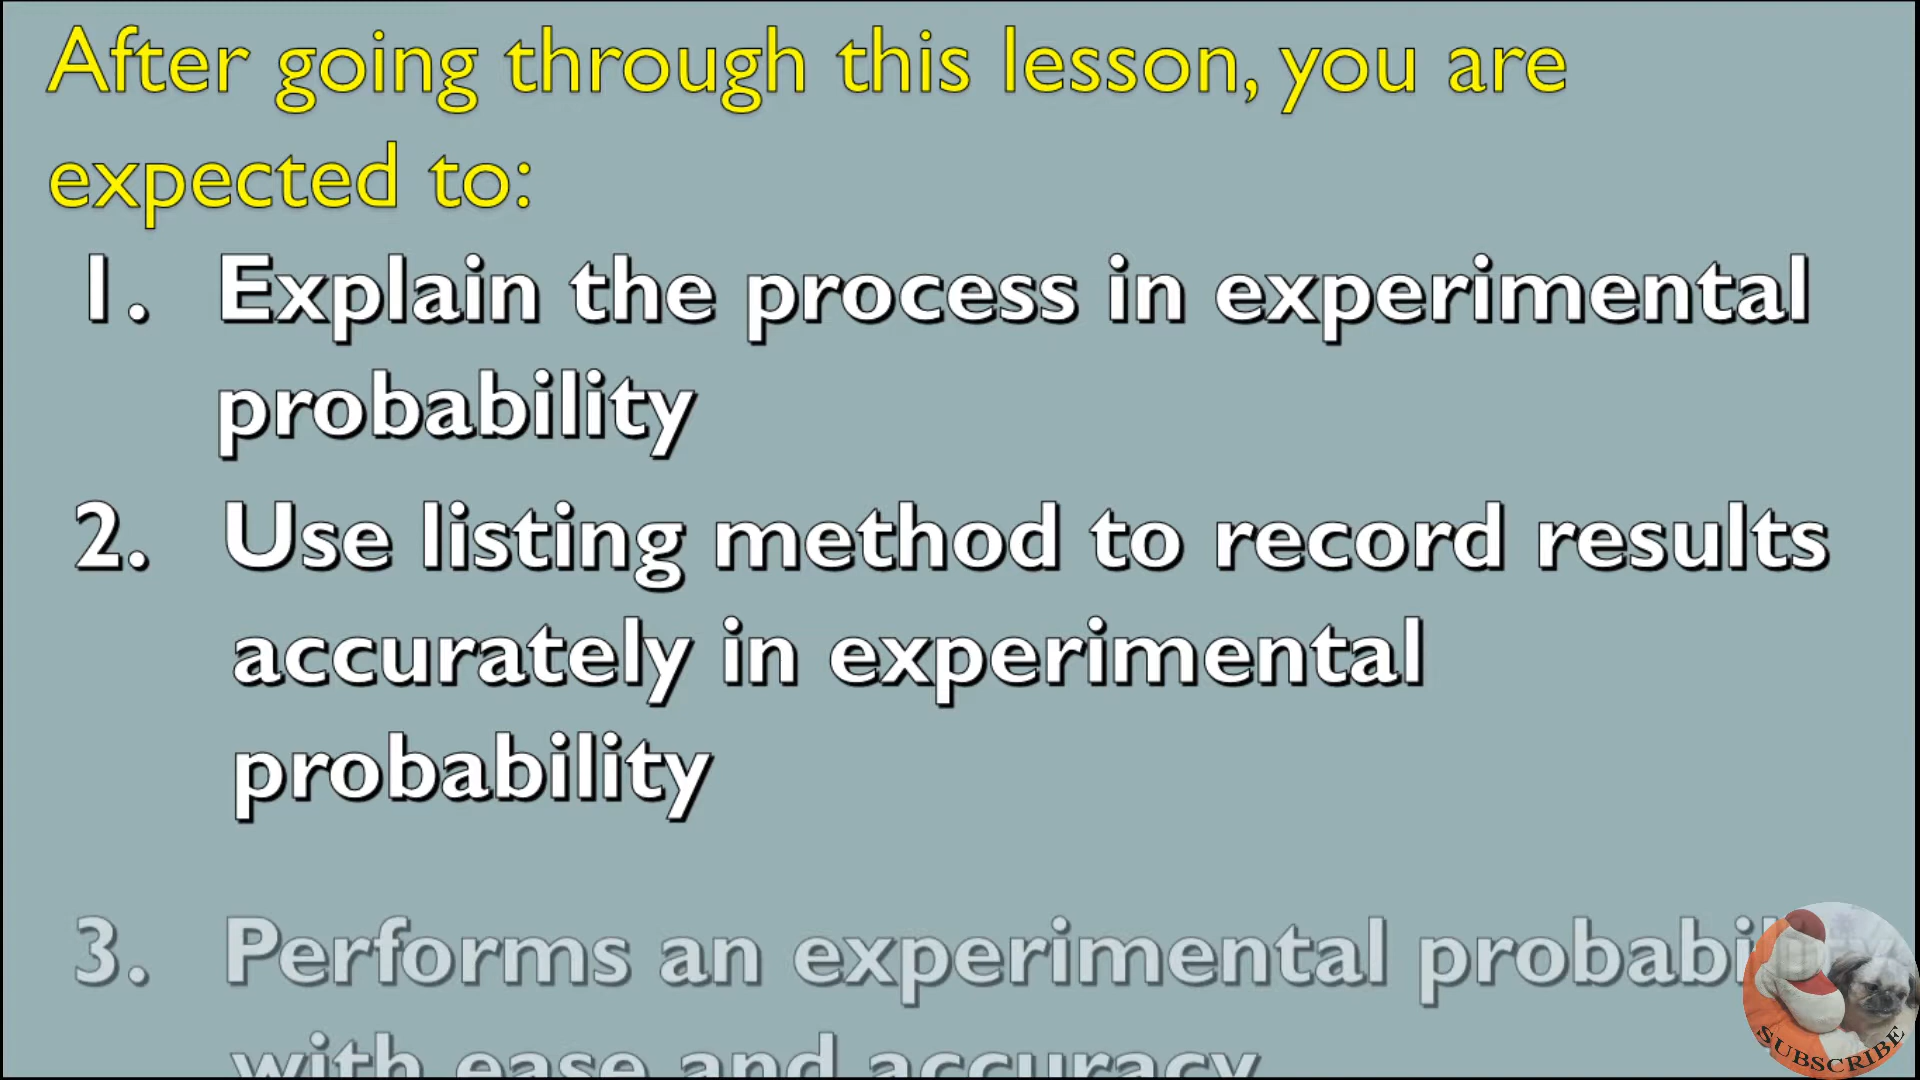 After going through this lesson, you are
expected to:
1. Explain the process in experimental
probability
2. Use listing method to record results
accurately in experimental
probability
3. Performs an experimental probability
with ease and accuracy
SUBSCRIBE